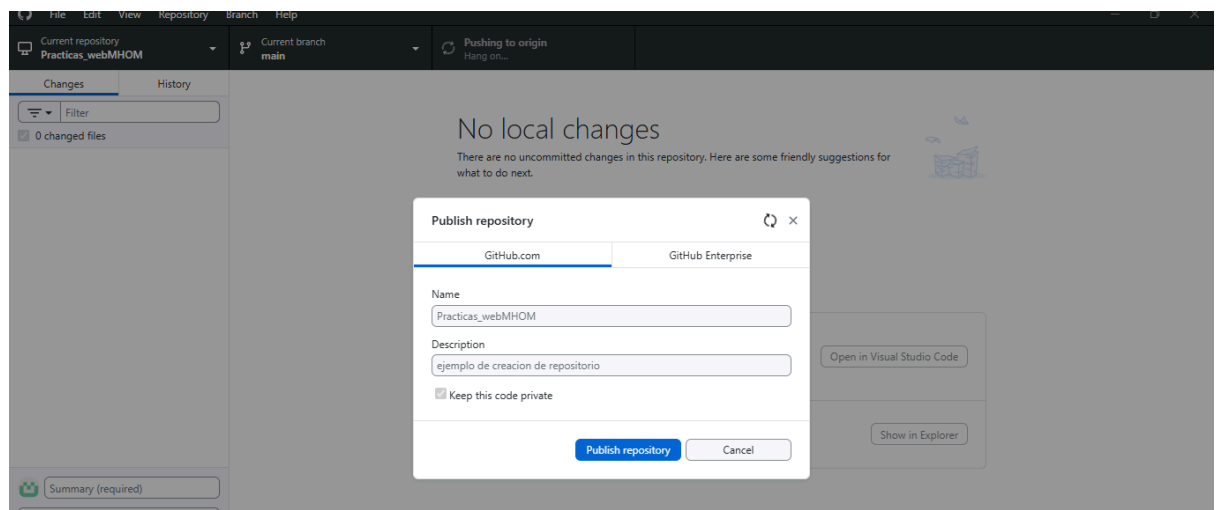 File Edit View Repository Branch Help
Current repository
Practicas_webMHOM
Current branch
main
Pushing to origin
Hang on...
Changes
History
Filter
0 changed files
No local changes
There are no uncommitted changes in this repository. Here are some friendly suggestions for
what to do next.
Publish repository
GitHub.com
GitHub Enterprise
Name
Practicas_webMHOM
Description
ejemplo de creacion de repositorio
Keep this code private
Publish repository
Cancel
Open in Visual Studio Code
Show in Explorer
Summary (required)